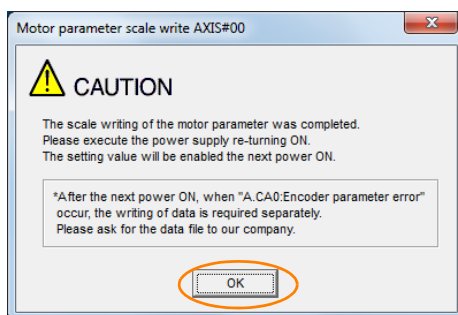 Motor parameter scale write AXIS#00
CAUTION
The scale writing of the motor parameter was completed.
Please execute the power supply re-turning ON.
The setting value will be enabled the next power ON.
*After the next power ON, when "A.CA0:Encoder parameter error"
occur, the writing of data is required separately.
Please ask for the data file to our company.
OK